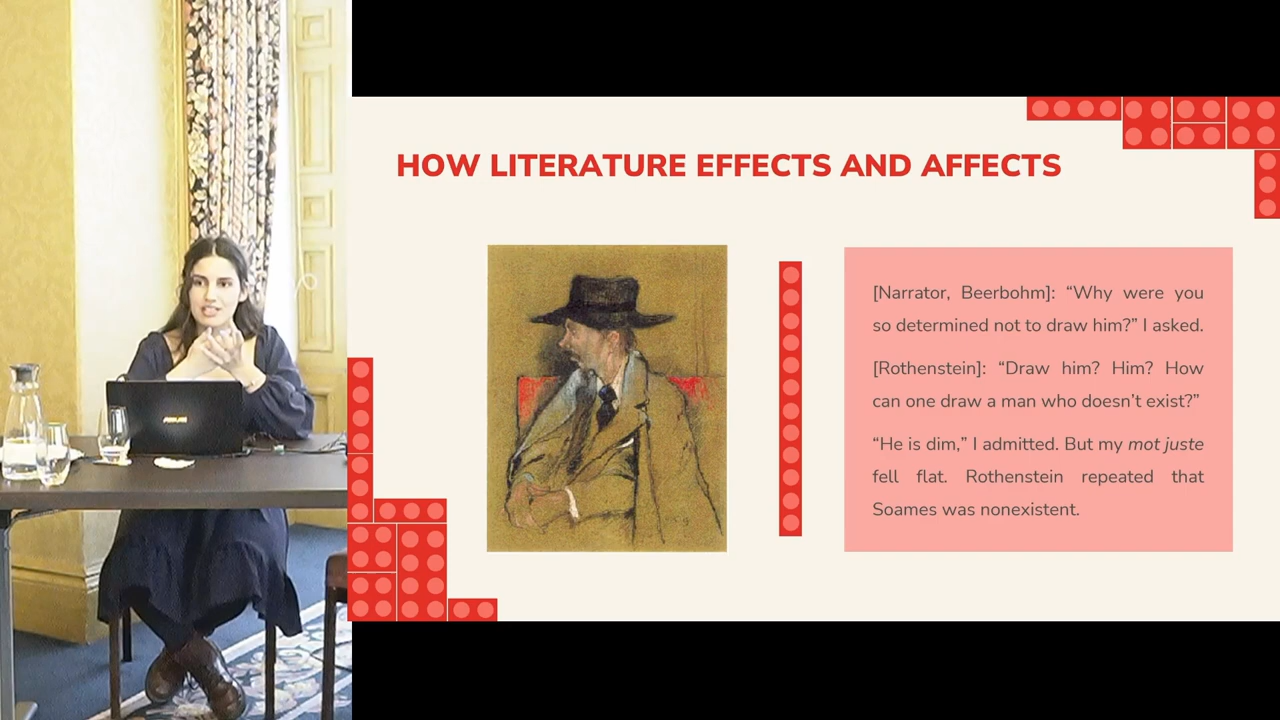 HOW LITERATURE EFFECTS AND AFFECTS
[Narrator, Beerbohm]: “Why were you
so determined not to draw him?” I asked.
[Rothenstein]: “Draw him? Him? How
can one draw a man who doesn’t exist?”
“He is dim,” I admitted. But my mot juste
fell flat. Rothenstein repeated that
Soames was nonexistent.
ASUS